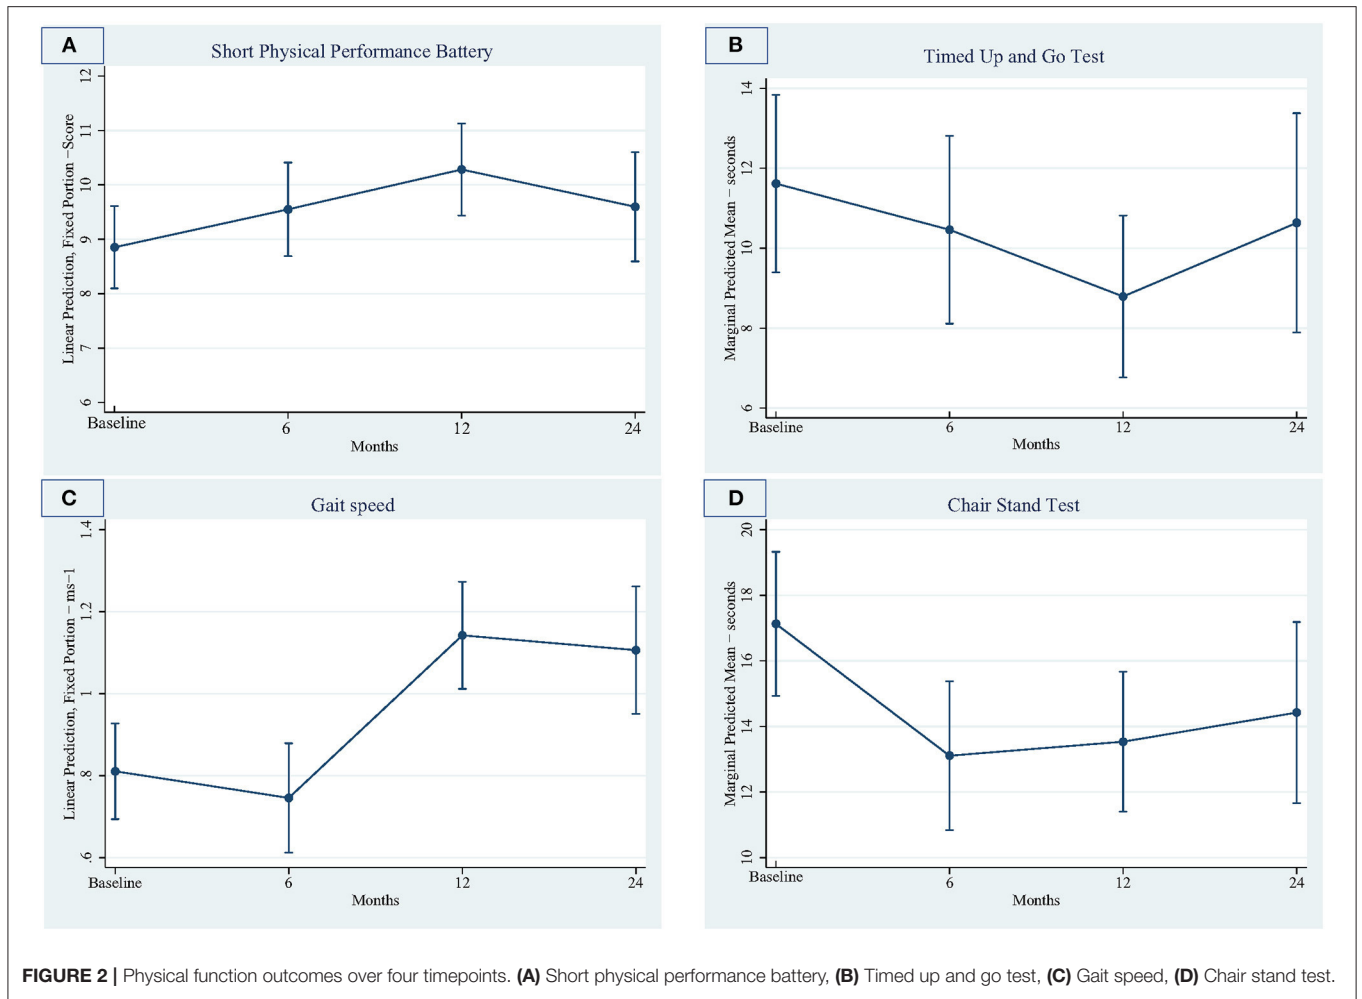 A
Short Physical Performance Battery
Linear Prediction, Fixed Portion −Score
12
11
10
9
8
7
6
Baseline
6
12
24
Months
B
Timed Up and Go Test
Marginal Predicted Mean − seconds
14
12
10
8
6
Baseline
6
12
24
Months
C
Gait speed
Linear Prediction, Fixed Portion − ms−1
1.4
1.2
1
.8
.6
Baseline
6
12
24
Months
D
Chair Stand Test
Marginal Predicted Mean − seconds
20
18
16
14
12
10
Baseline
6
12
24
Months
FIGURE 2 | Physical function outcomes over four timepoints. (A) Short physical performance battery, (B) Timed up and go test, (C) Gait speed, (D) Chair stand test.